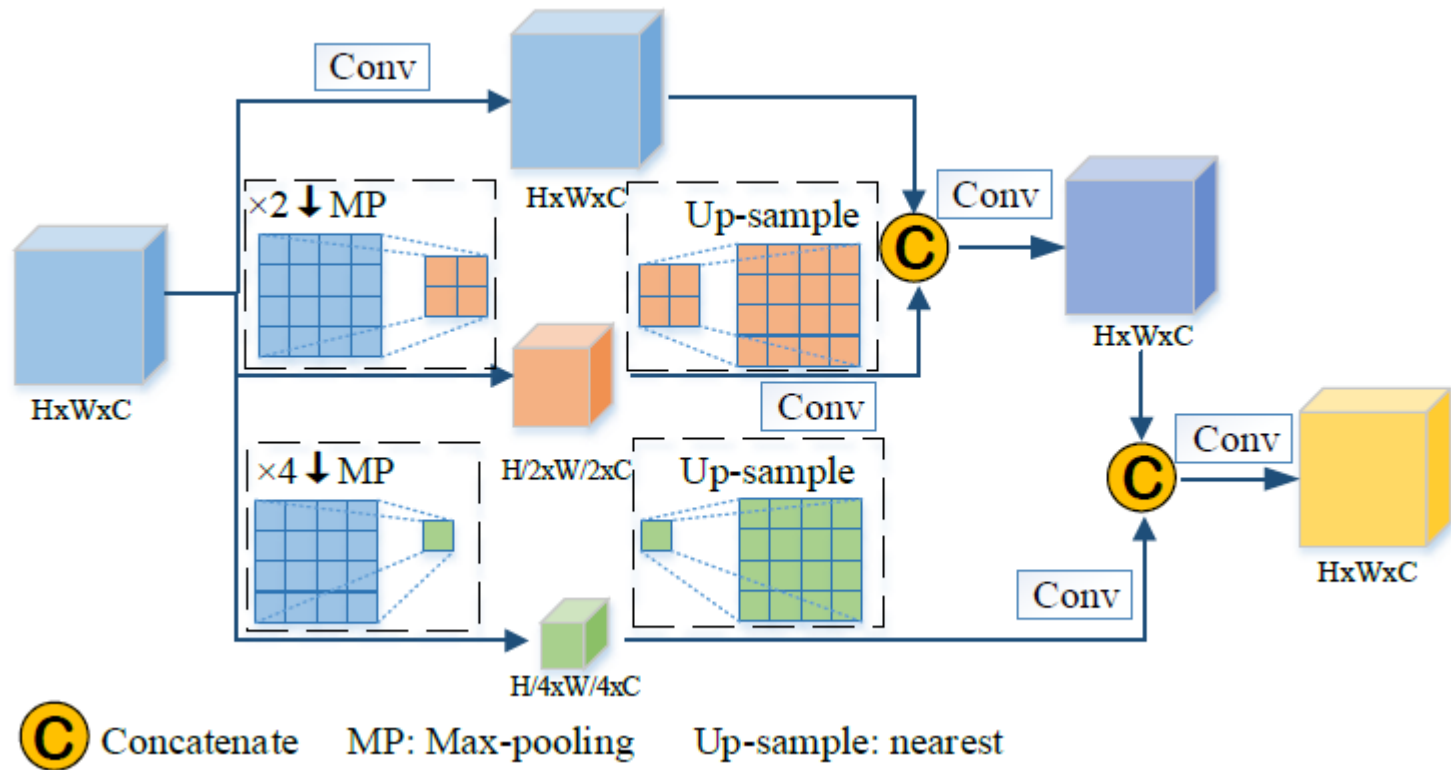 Conv
HxWxC
×2 ↓ MP
Up-sample
Conv
HxWxC
HxWxC
Conv
Conv
H/2xW/2xC
×4 ↓ MP
Up-sample
Conv
HxWxC
Conv
H/4xW/4xC
C Concatenate MP: Max-pooling Up-sample: nearest
C
C